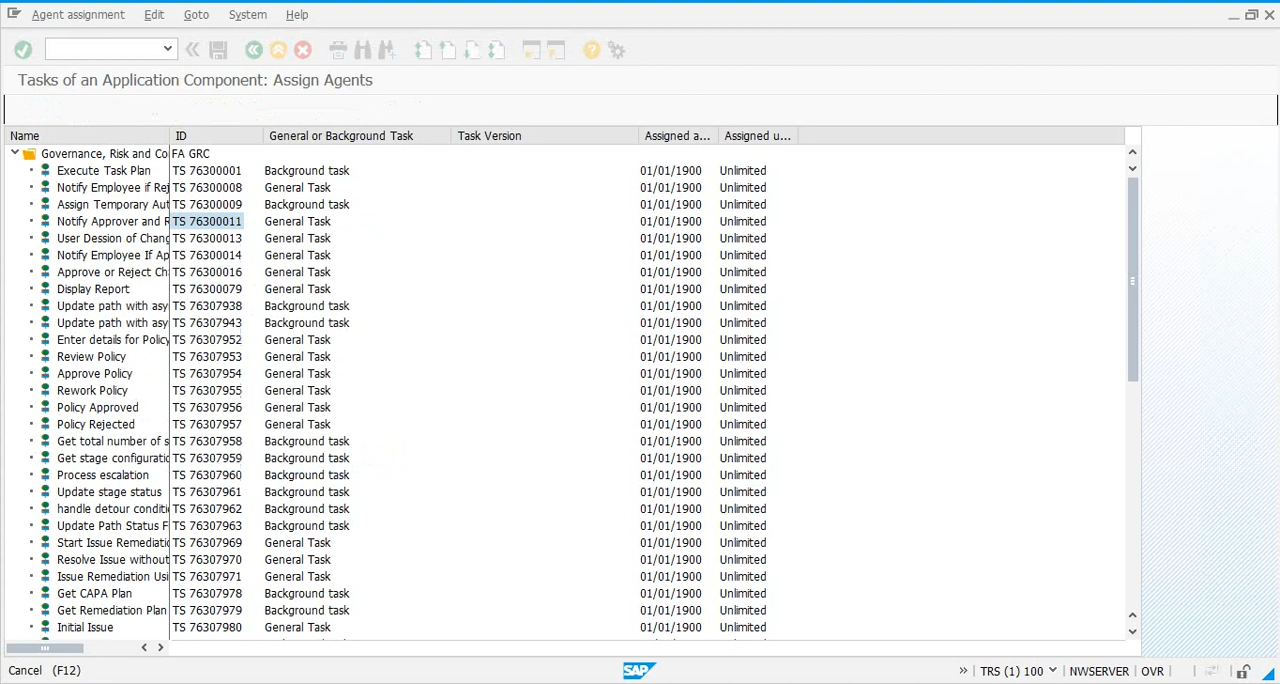 Agent assignment Edit Goto System Help
Tasks of an Application Component: Assign Agents
Name ID General or Background Task Task Version Assigned a... Assigned u...
Governance, Risk and Co FA GRC
Execute Task Plan TS 76300001 Background task 01/01/1900 Unlimited
Notify Employee if Rej TS 76300008 General Task 01/01/1900 Unlimited
Assign Temporary Aut TS 76300009 Background task 01/01/1900 Unlimited
Notify Approver and R TS 76300011 General Task 01/01/1900 Unlimited
User Dession of Chang TS 76300013 General Task 01/01/1900 Unlimited
Notify Employee If Ap TS 76300014 General Task 01/01/1900 Unlimited
Approve or Reject Ch TS 76300016 General Task 01/01/1900 Unlimited
Display Report TS 76300079 General Task 01/01/1900 Unlimited
Update path with asy TS 76307938 Background task 01/01/1900 Unlimited
Update path with asy TS 76307943 Background task 01/01/1900 Unlimited
Enter details for Policy TS 76307952 General Task 01/01/1900 Unlimited
Review Policy TS 76307953 General Task 01/01/1900 Unlimited
Approve Policy TS 76307954 General Task 01/01/1900 Unlimited
Rework Policy TS 76307955 General Task 01/01/1900 Unlimited
Policy Approved TS 76307956 General Task 01/01/1900 Unlimited
Policy Rejected TS 76307957 General Task 01/01/1900 Unlimited
Get total number of s TS 76307958 Background task 01/01/1900 Unlimited
Get stage configuratio TS 76307959 Background task 01/01/1900 Unlimited
Process escalation TS 76307960 Background task 01/01/1900 Unlimited
Update stage status TS 76307961 Background task 01/01/1900 Unlimited
handle detour conditi TS 76307962 Background task 01/01/1900 Unlimited
Update Path Status F TS 76307963 Background task 01/01/1900 Unlimited
Start Issue Remediati TS 76307969 General Task 01/01/1900 Unlimited
Resolve Issue without TS 76307970 General Task 01/01/1900 Unlimited
Issue Remediation Usi TS 76307971 General Task 01/01/1900 Unlimited
Get CAPA Plan TS 76307978 Background task 01/01/1900 Unlimited
Get Remediation Plan TS 76307979 Background task 01/01/1900 Unlimited
Initial Issue TS 76307980 General Task 01/01/1900 Unlimited
Cancel (F12) SAP TRS (1) 100 NWSERVER OVR